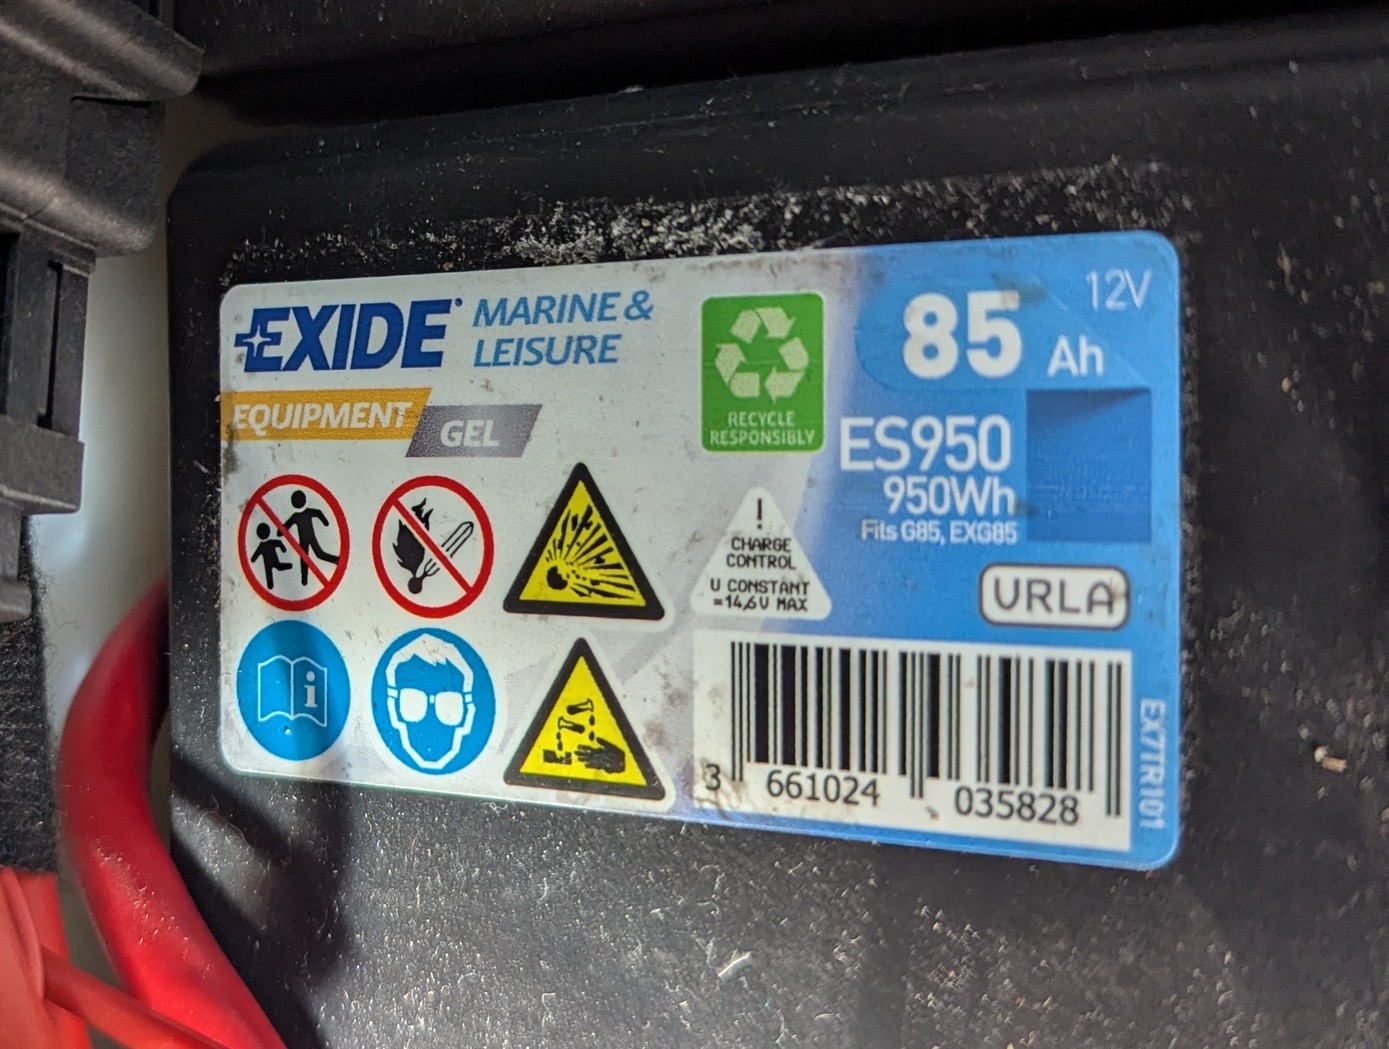 EXIDE
MARINE &
LEISURE
EQUIPMENT
GEL
RECYCLE
RESPONSIBLY
12V
85 Ah
ES950
950Wh
Fits G85, EXG85
!
CHARGE
CONTROL
U CONSTANT
=14,6V MAX
VRLA
i
3 661024 035828
EX7TR101